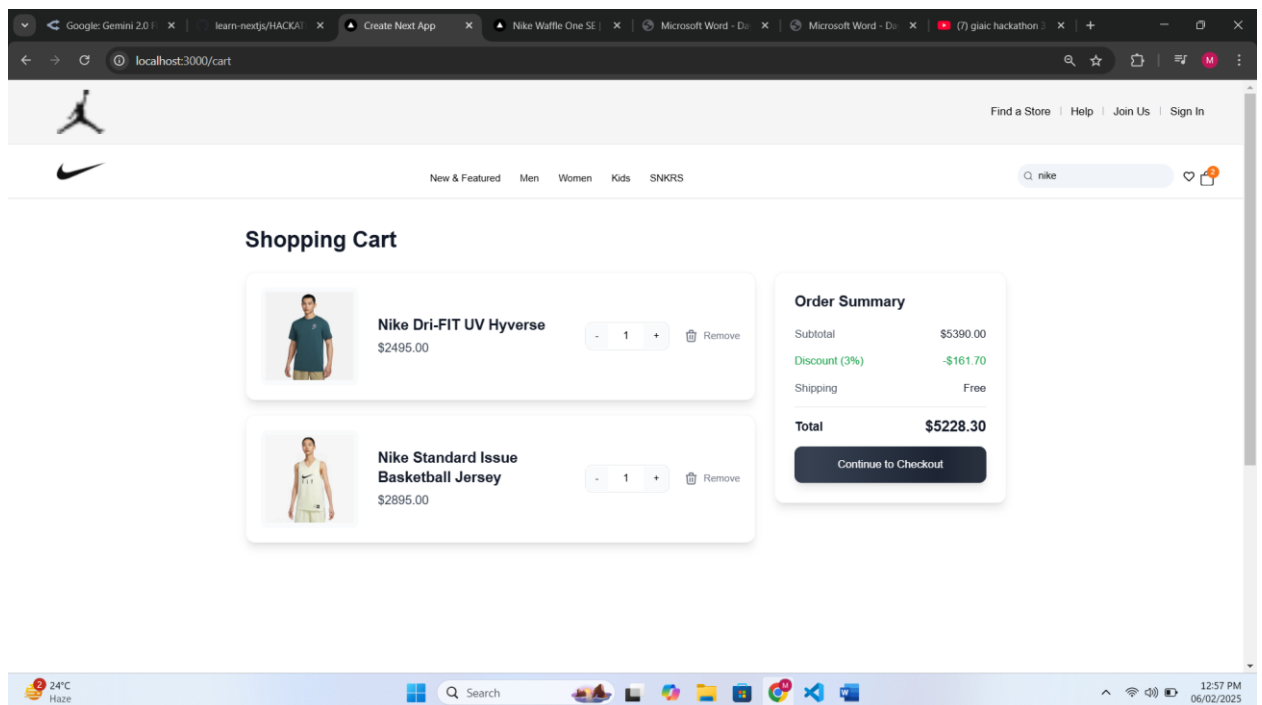 Google: Gemini 2.0 F
learn-nextjs/HACKAT
Create Next App
Nike Waffle One SE |
Microsoft Word - Da
Microsoft Word - Da
(7) giaic hackathon 3
localhost:3000/cart
M
Find a Store | Help | Join Us | Sign In
New & Featured Men Women Kids SNKRS
nike
2
Shopping Cart
Nike Dri-FIT UV Hyverse
$2495.00
- 1 + Remove
Nike Standard Issue
Basketball Jersey
$2895.00
- 1 + Remove
Order Summary
Subtotal $5390.00
Discount (3%) -$161.70
Shipping Free
Total $5228.30
Continue to Checkout
2
24°C
Haze
Search
M
12:57 PM
06/02/2025